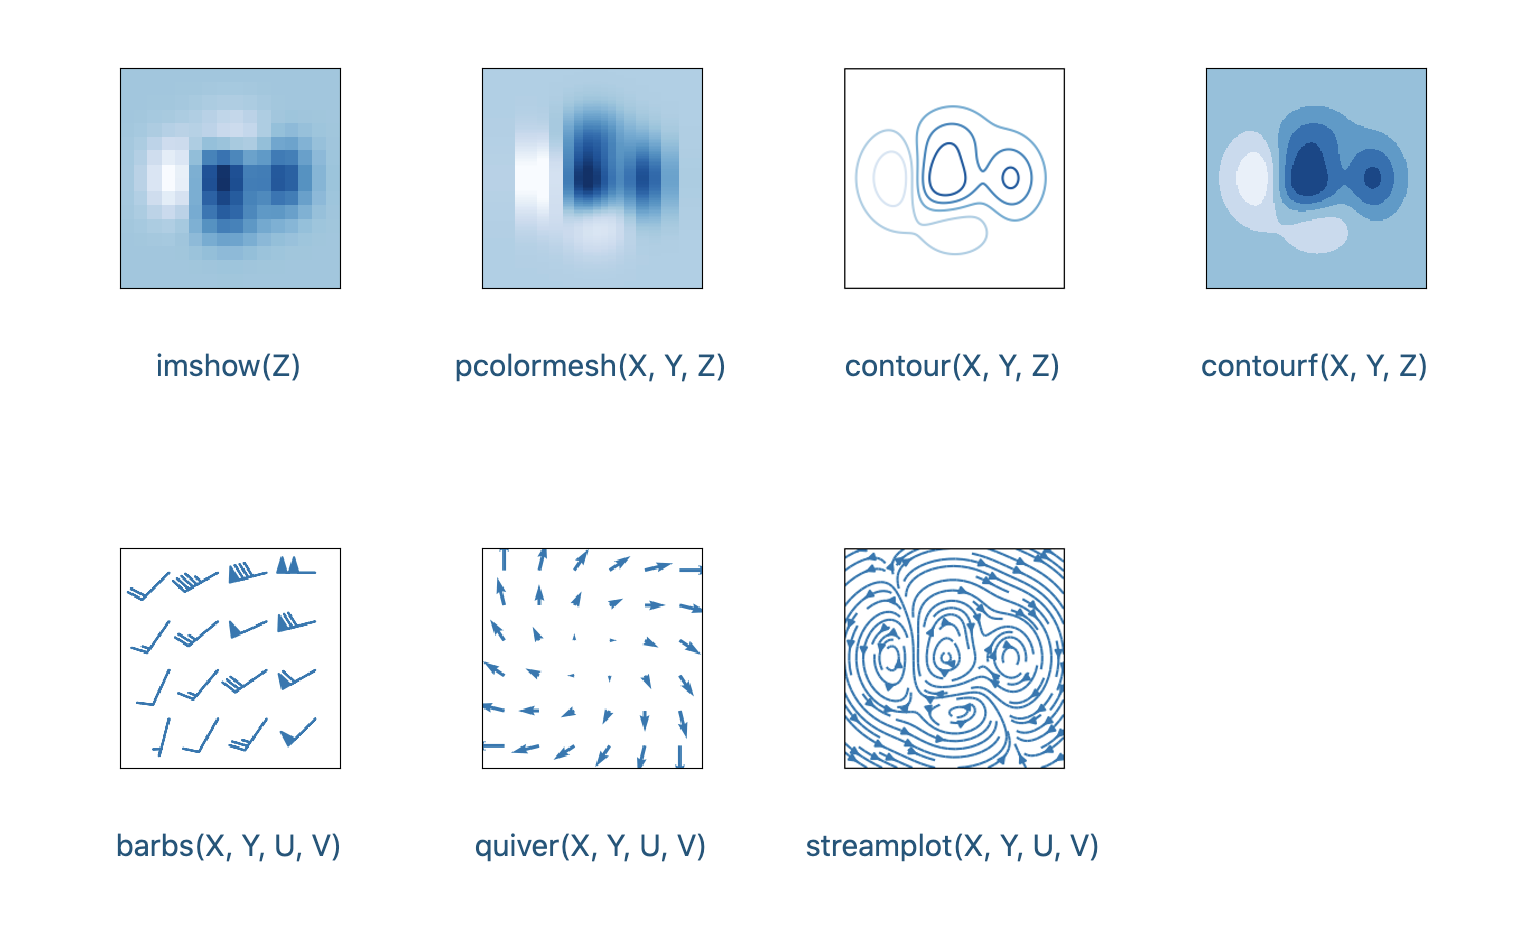 imshow(Z)
pcolormesh(X, Y, Z)
contour(X, Y, Z)
contourf(X, Y, Z)
barbs(X, Y, U, V)
quiver(X, Y, U, V)
streamplot(X, Y, U, V)